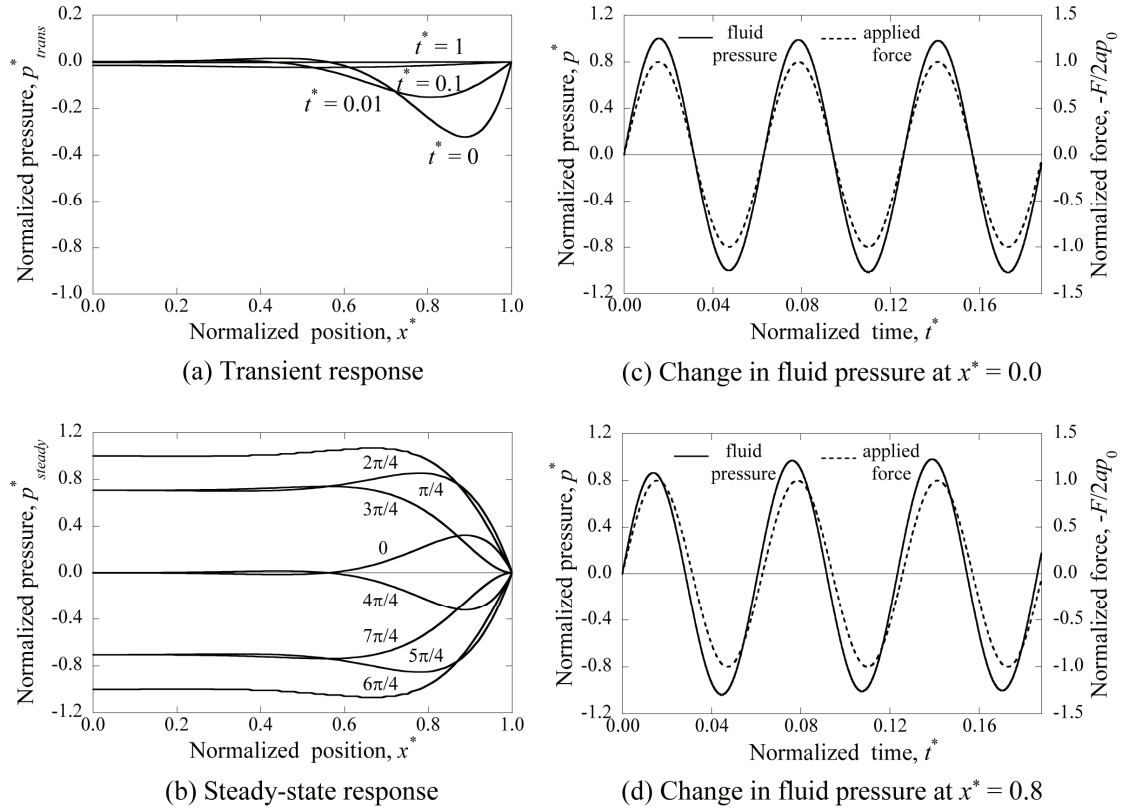 Normalized pressure, p*trans
0.4
0.0
-0.2
-0.4
-0.6
-0.8
-1.0
t* = 1
t* = 0.1
t* = 0.01
t* = 0
0.0 0.2 0.4 0.6 0.8 1.0
Normalized position, x*
(a) Transient response
Normalized pressure, p*
1.2
0.8
0.4
0.0
-0.4
-0.8
-1.2
fluid pressure
applied force
1.5
1.0
0.5
0.0
-0.5
-1.0
-1.5
Normalized force, -F/2ap0
0.00 0.04 0.08 0.12 0.16
Normalized time, t*
(c) Change in fluid pressure at x* = 0.0
Normalized pressure, p*steady
1.2
0.8
0.4
0.0
-0.4
-0.8
-1.2
2π/4
π/4
3π/4
0
4π/4
7π/4
5π/4
6π/4
0.0 0.2 0.4 0.6 0.8 1.0
Normalized position, x*
(b) Steady-state response
Normalized pressure, p*
1.2
0.8
0.4
0.0
-0.4
-0.8
-1.2
fluid pressure
applied force
1.5
1.0
0.5
0.0
-0.5
-1.0
-1.5
Normalized force, -F/2ap0
0.00 0.04 0.08 0.12 0.16
Normalized time, t*
(d) Change in fluid pressure at x* = 0.8